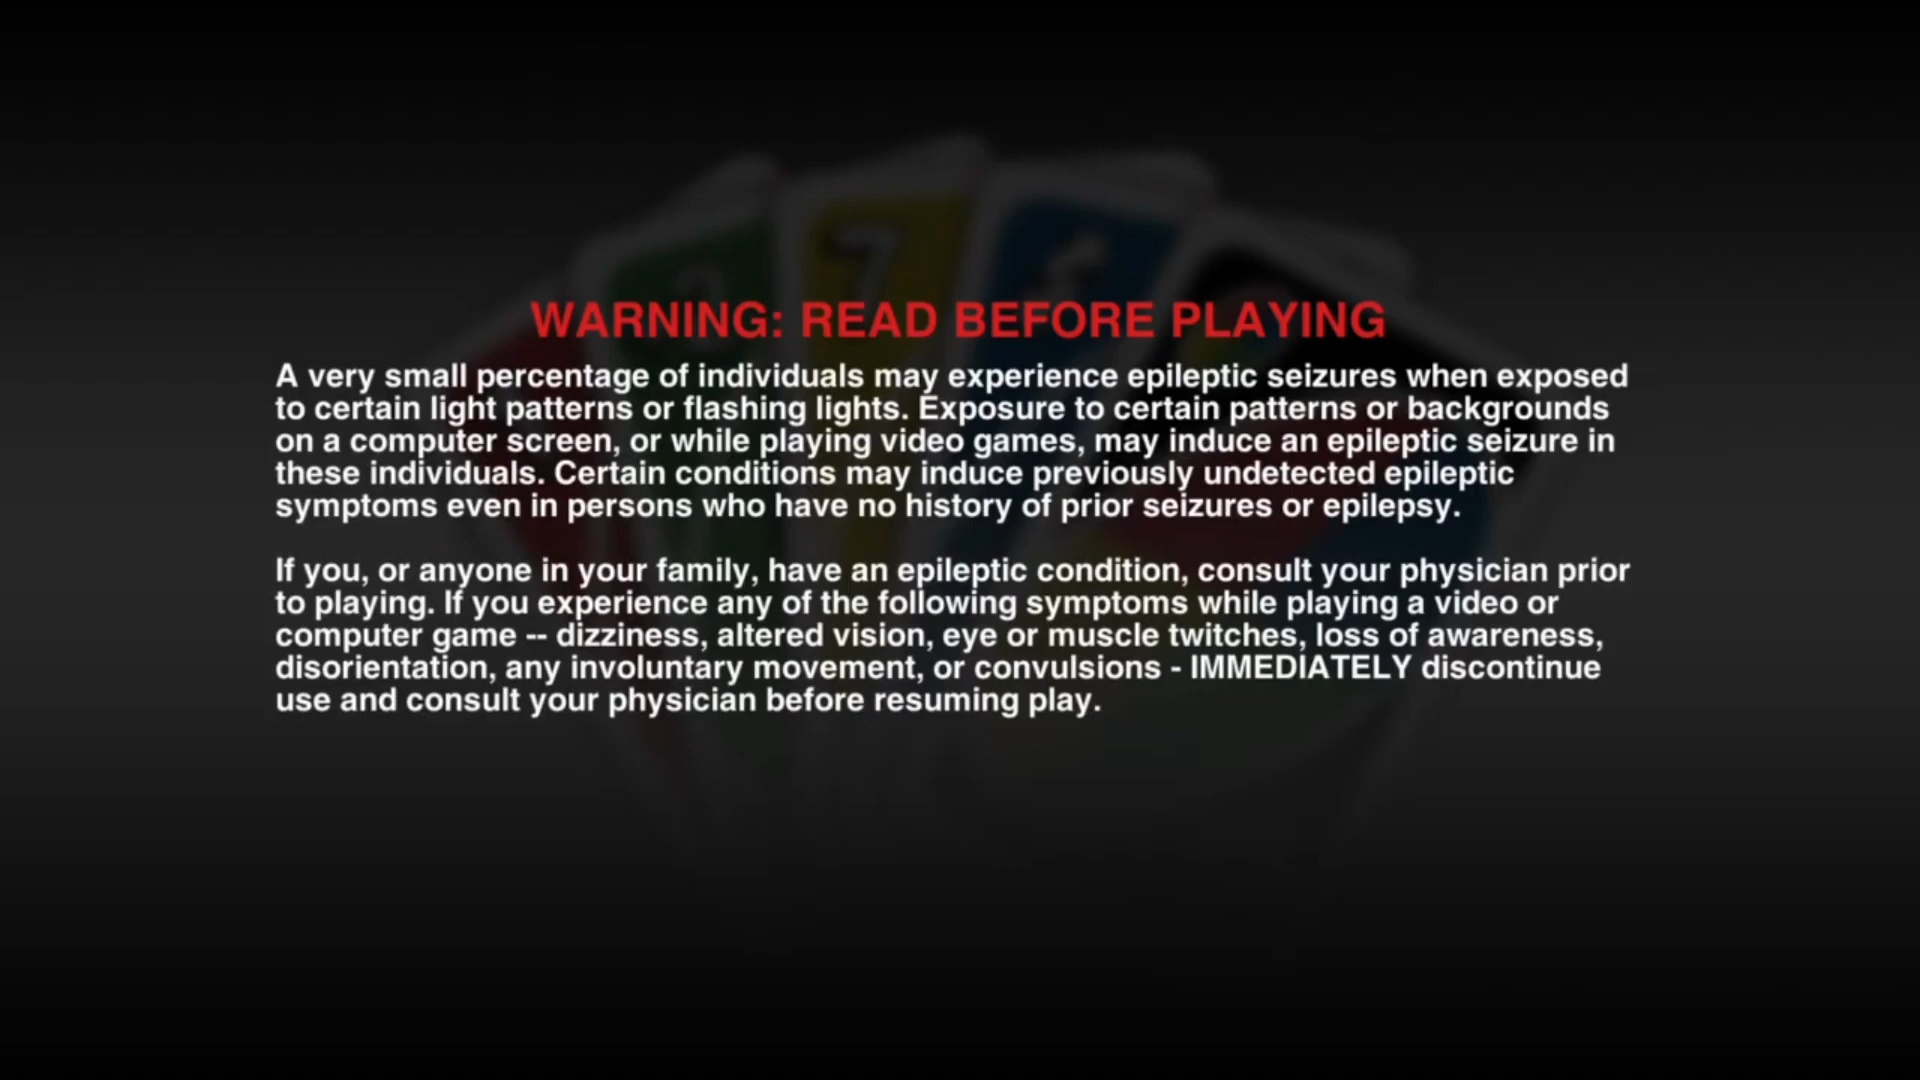 7
WARNING: READ BEFORE PLAYING
A very small percentage of individuals may experience epileptic seizures when exposed
to certain light patterns or flashing lights. Exposure to certain patterns or backgrounds
on a computer screen, or while playing video games, may induce an epileptic seizure in
these individuals. Certain conditions may induce previously undetected epileptic
symptoms even in persons who have no history of prior seizures or epilepsy.
If you, or anyone in your family, have an epileptic condition, consult your physician prior
to playing. If you experience any of the following symptoms while playing a video or
computer game -- dizziness, altered vision, eye or muscle twitches, loss of awareness,
disorientation, any involuntary movement, or convulsions - IMMEDIATELY discontinue
use and consult your physician before resuming play.